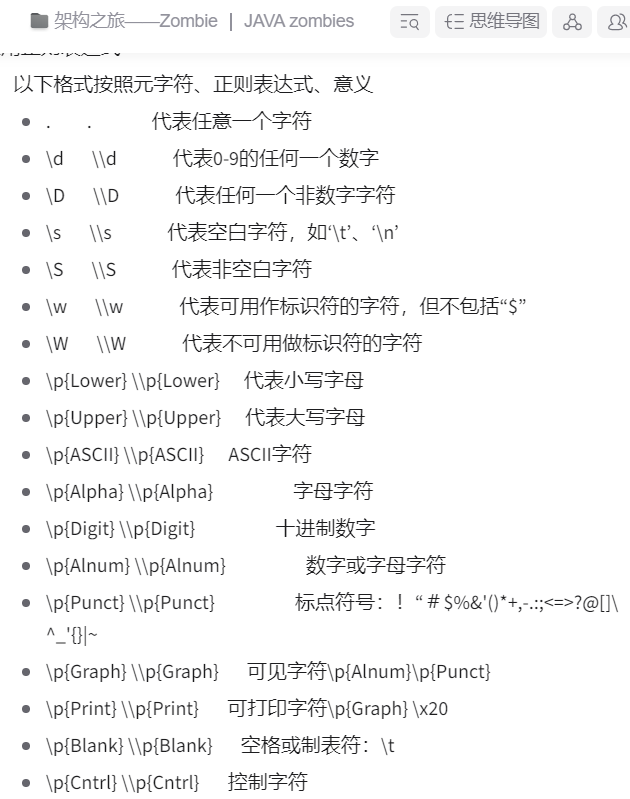 架构之旅——Zombie | JAVA zombies 思维导图
以下格式按照元字符、正则表达式、意义
. . 代表任意一个字符
\d \\d 代表0-9的任何一个数字
\D \\D 代表任何一个非数字字符
\s \\s 代表空白字符，如‘\t’、‘\n’
\S \\S 代表非空白字符
\w \\w 代表可用作标识符的字符，但不包括“$”
\W \\W 代表不可用做标识符的字符
\p{Lower} \\p{Lower} 代表小写字母
\p{Upper} \\p{Upper} 代表大写字母
\p{ASCII} \\p{ASCII} ASCII字符
\p{Alpha} \\p{Alpha} 字母字符
\p{Digit} \\p{Digit} 十进制数字
\p{Alnum} \\p{Alnum} 数字或字母字符
\p{Punct} \\p{Punct} 标点符号：！“＃$%&'()*+,-.:;<=>?@[]\
^_'{}|~
\p{Graph} \\p{Graph} 可见字符\p{Alnum}\p{Punct}
\p{Print} \\p{Print} 可打印字符\p{Graph} \x20
\p{Blank} \\p{Blank} 空格或制表符：\t
\p{Cntrl} \\p{Cntrl} 控制字符